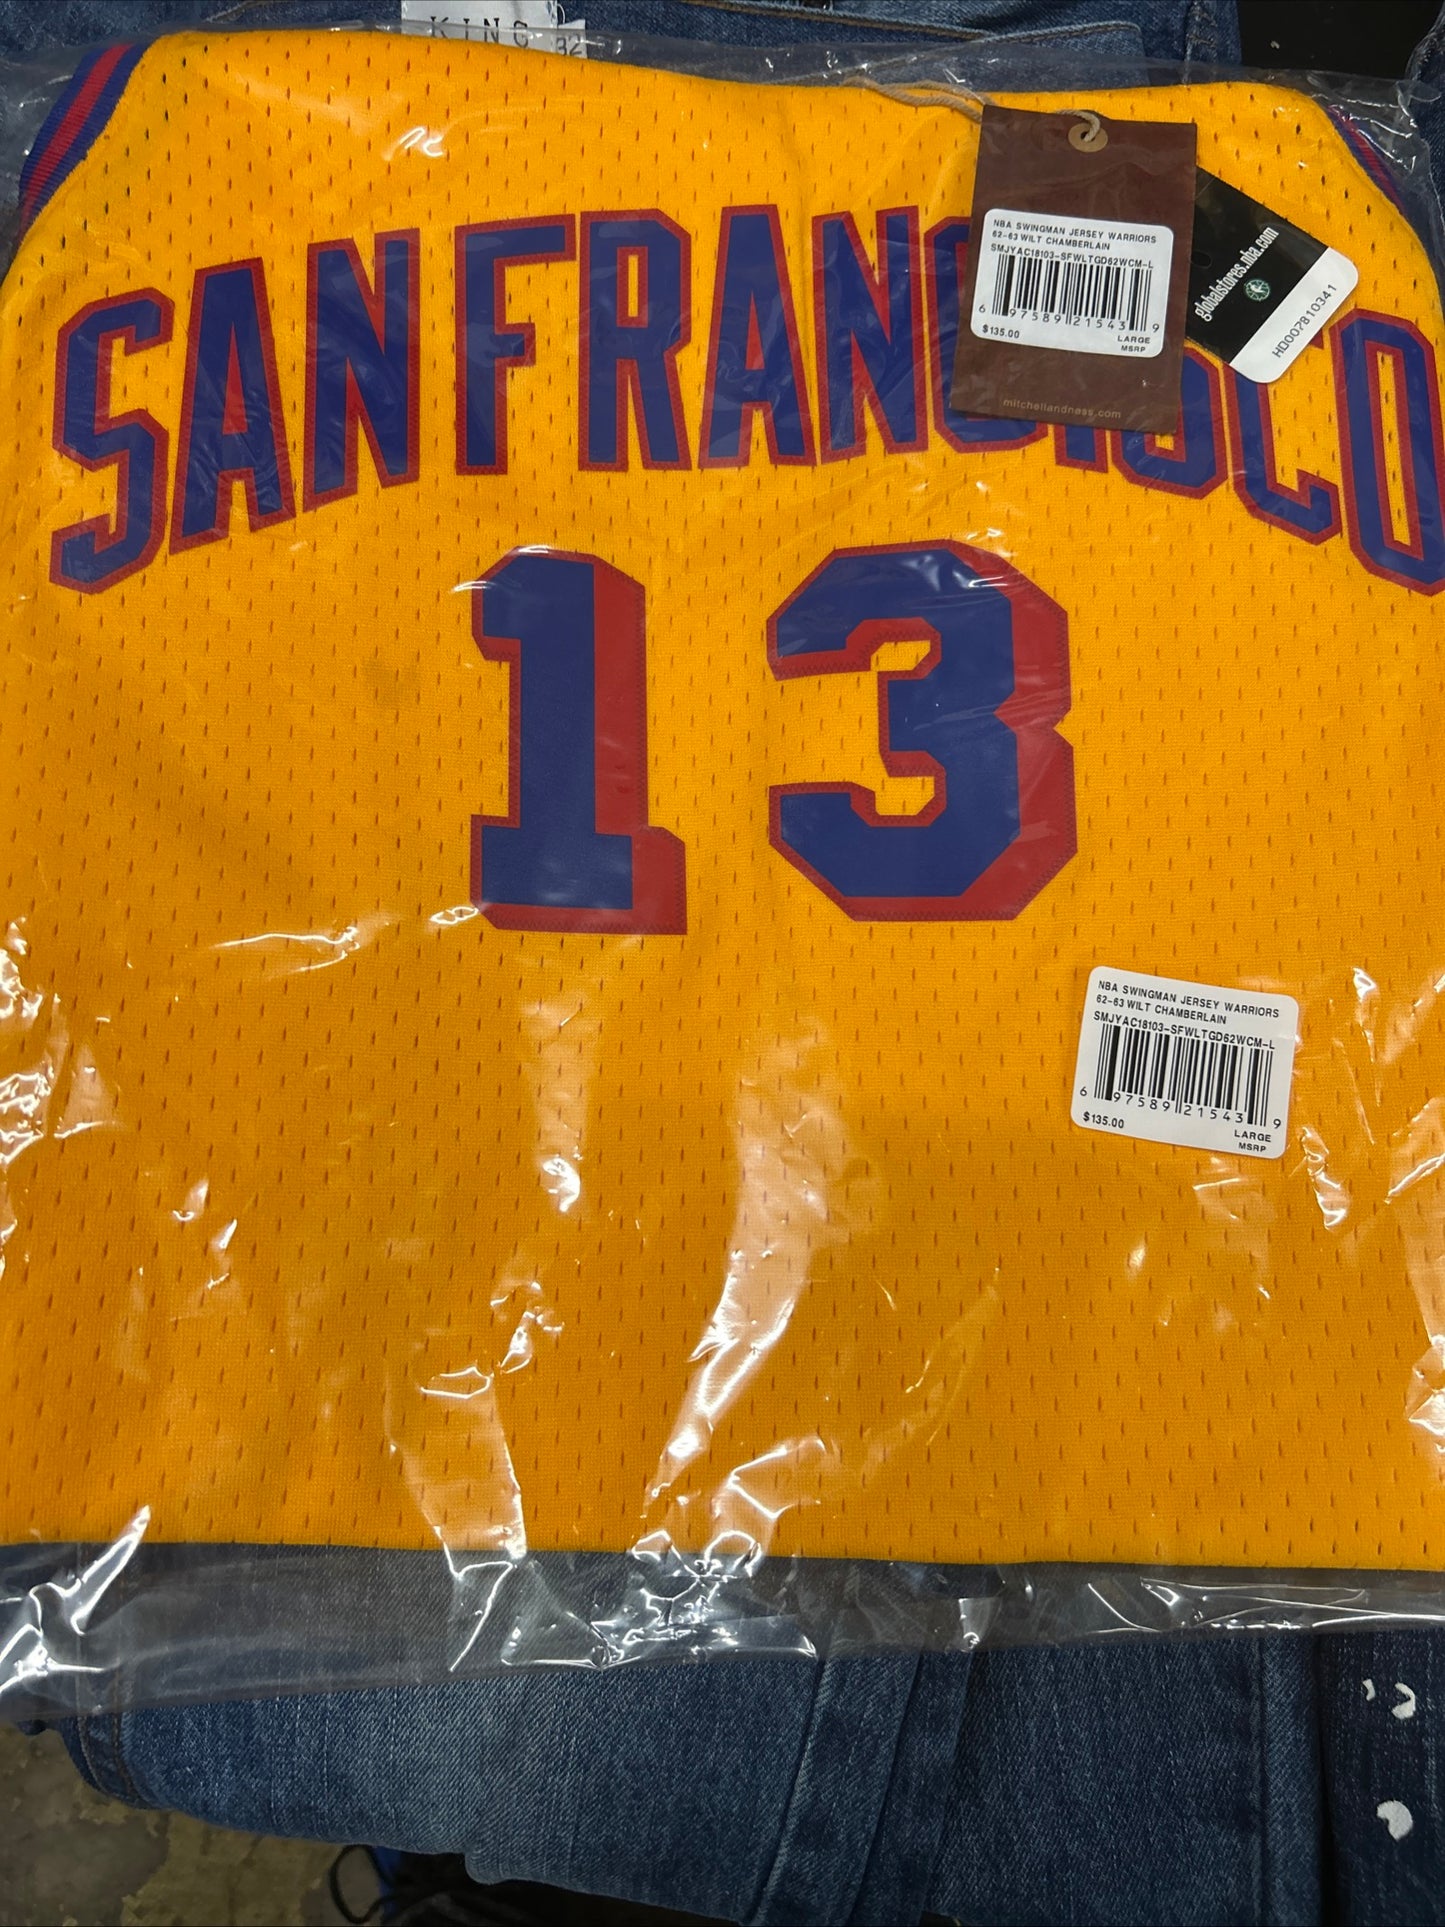 KING
32
SAN FRANCISCO
13
NBA SWINGMAN JERSEY WARRIORS
62-63 WILT CHAMBERLAIN
SMJYAC18103-SFWLTGD62WCM-L
6 97589 21543 9
$135.00
LARGE
MSRP
mitchellandness.com
globalstores.nba.com
HD007810341
NBA SWINGMAN JERSEY WARRIORS
62-63 WILT CHAMBERLAIN
SMJYAC18103-SFWLTGD62WCM-L
6 97589 21543 9
$135.00
LARGE
MSRP